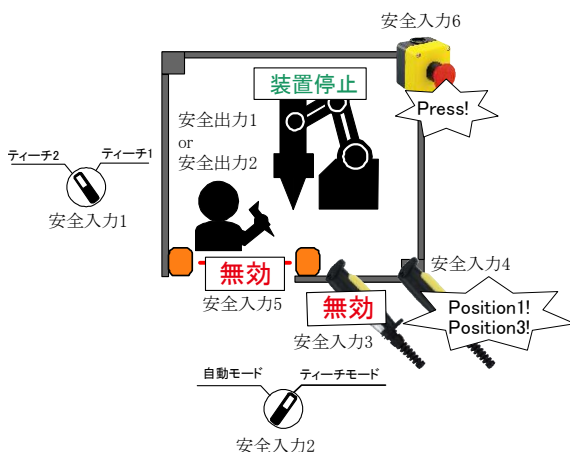 安全入力6
装置停止
Press!
安全出力1
or
安全出力2
ティーチ2
ティーチ1
安全入力1
無効
安全入力5
安全入力4
無効
Position1!
Position3!
安全入力3
自動モード
ティーチモード
安全入力2